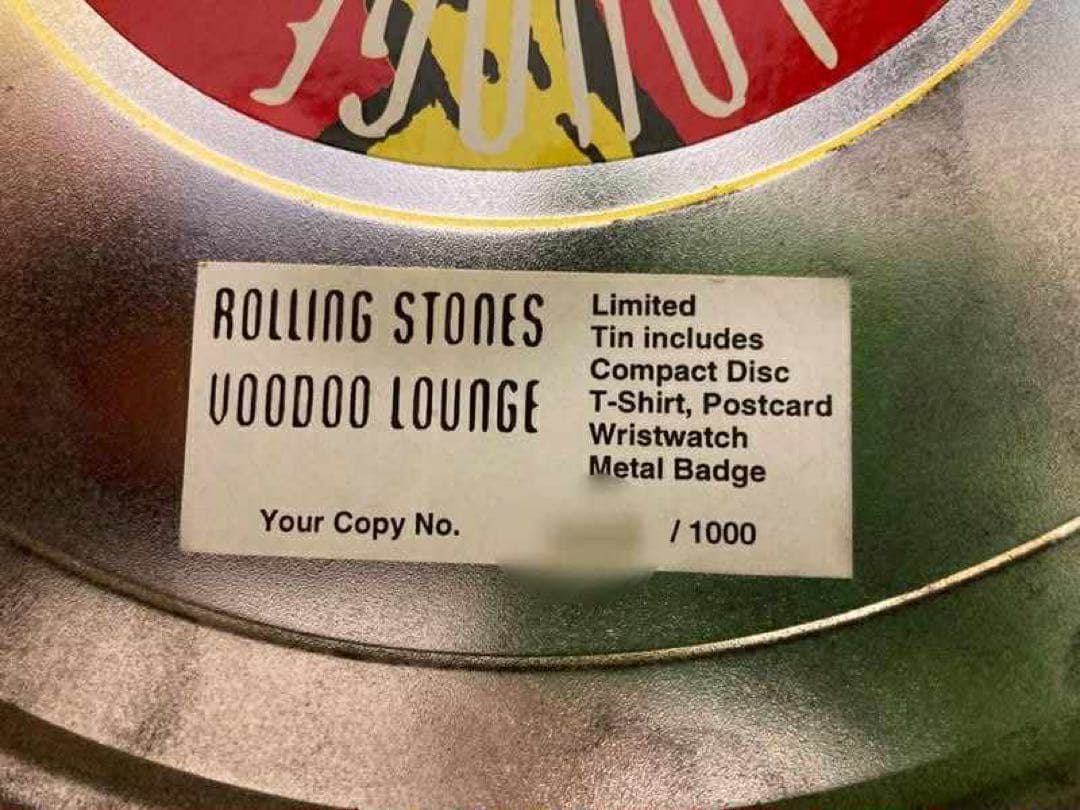 ROLLING STONES
VOODOO LOUNGE
Limited
Tin includes
Compact Disc
T-Shirt, Postcard
Wristwatch
Metal Badge
Your Copy No. / 1000